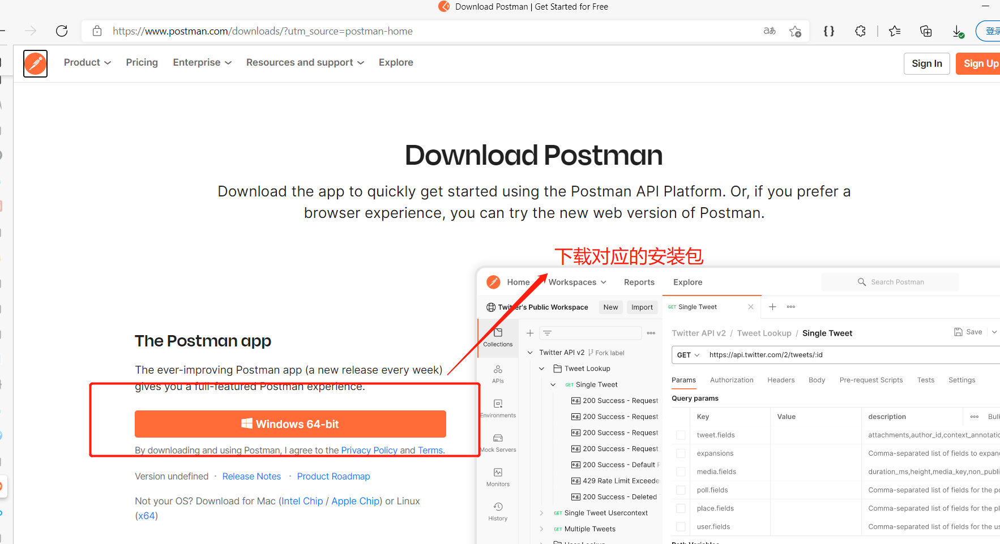 Download Postman | Get Started for Free
https://www.postman.com/downloads/?utm_source=postman-home
登录
Product
Pricing
Enterprise
Resources and support
Explore
Sign In
Sign Up
Download Postman
Download the app to quickly get started using the Postman API Platform. Or, if you prefer a
browser experience, you can try the new web version of Postman.
下载对应的安装包
The Postman app
The ever-improving Postman app (a new release every week)
gives you a full-featured Postman experience.
Windows 64-bit
By downloading and using Postman, I agree to the Privacy Policy and Terms.
Version undefined · Release Notes · Product Roadmap
Not your OS? Download for Mac (Intel Chip / Apple Chip) or Linux
(x64)
Home
Workspaces
Reports
Explore
Search Postman
Twitter's Public Workspace
New
Import
GET Single Tweet
Collections
APIs
Environments
Mock Servers
Monitors
History
Twitter API v2 Fork label
Tweet Lookup
GET Single Tweet
e.g. 200 Success - Request
e.g. 200 Success - Request
e.g. 200 Success - Request
e.g. 200 Success - Request
e.g. 200 Success - Default
e.g. 429 Rate Limit Exceede
e.g. 200 Success - Deleted
GET Single Tweet Usercontext
GET Multiple Tweets
User Lookup
Twitter API v2 / Tweet Lookup / Single Tweet
Save
GET https://api.twitter.com/2/tweets/:id
Params
Authorization
Headers
Body
Pre-request Scripts
Tests
Settings
Query params
Key
Value
description
Bulk
tweet.fields
attachments,author_id,context_annotatio
expansions
Comma-separated list of fields to expan
media.fields
duration_ms,height,media_key,non_publi
poll.fields
Comma-separated list of fields for the po
place.fields
Comma-separated list of fields for the pl
user.fields
Comma-separated list of fields for the us
Path Variables